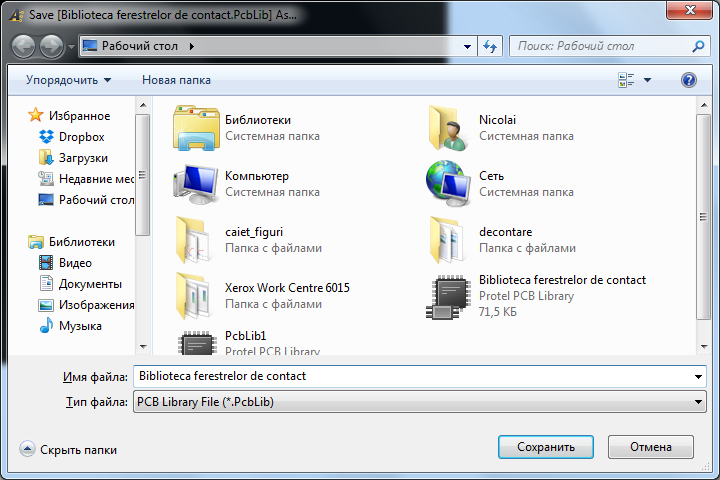 Save [Biblioteca ferestrelor de contact.PcbLib] As...
Рабочий стол
Поиск: Рабочий стол
Упорядочить
Новая папка
Избранное
Dropbox
Загрузки
Недавние мес
Рабочий стол
Библиотеки
Видео
Документы
Изображения
Музыка
Библиотеки
Системная папка
Nicolai
Системная папка
Компьютер
Системная папка
Сеть
Системная папка
caiet_figuri
Папка с файлами
decontare
Папка с файлами
Xerox Work Centre 6015
Папка с файлами
Biblioteca ferestrelor de contact
Protel PCB Library
71,5 КБ
PcbLib1
Protel PCB Library
Имя файла: Biblioteca ferestrelor de contact
Тип файла: PCB Library File (*.PcbLib)
Скрыть папки
Сохранить
Отмена